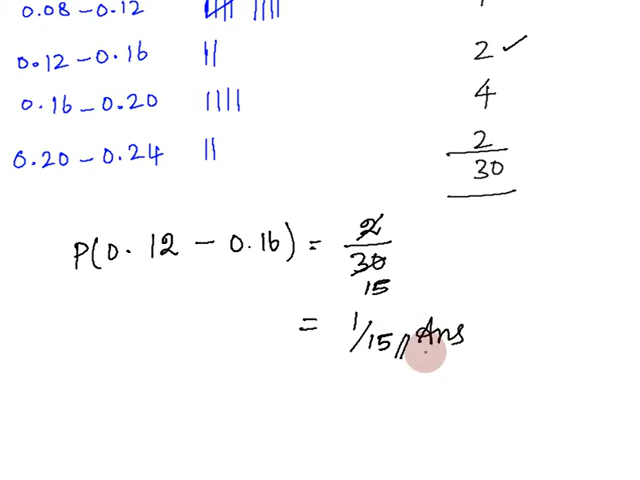 0.08 – 0.12 |||| ||||
0.12 – 0.16 || 2 ✓
0.16 – 0.20 |||| 4
0.20 – 0.24 || 2
30
P(0.12 – 0.16) = 2/30
15
= 1/15 // Ans